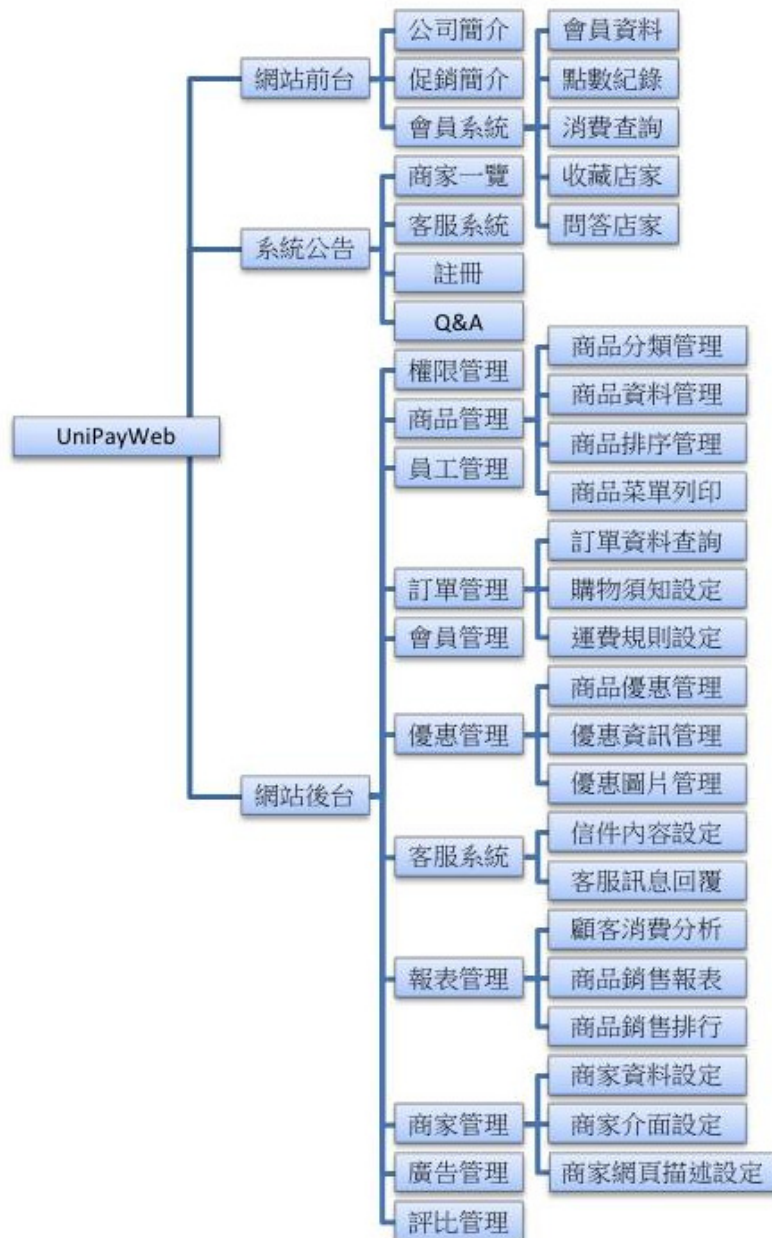 UniPayWeb
網站前台
公司簡介
促銷簡介
會員系統
會員資料
點數紀錄
消費查詢
收藏店家
問答店家
系統公告
商家一覽
客服系統
註冊
Q&A
網站後台
權限管理
商品管理
商品分類管理
商品資料管理
商品排序管理
商品菜單列印
員工管理
訂單管理
訂單資料查詢
購物須知設定
運費規則設定
會員管理
優惠管理
商品優惠管理
優惠資訊管理
優惠圖片管理
客服系統
信件內容設定
客服訊息回覆
報表管理
顧客消費分析
商品銷售報表
商品銷售排行
商家管理
商家資料設定
商家介面設定
商家網頁描述設定
廣告管理
評比管理